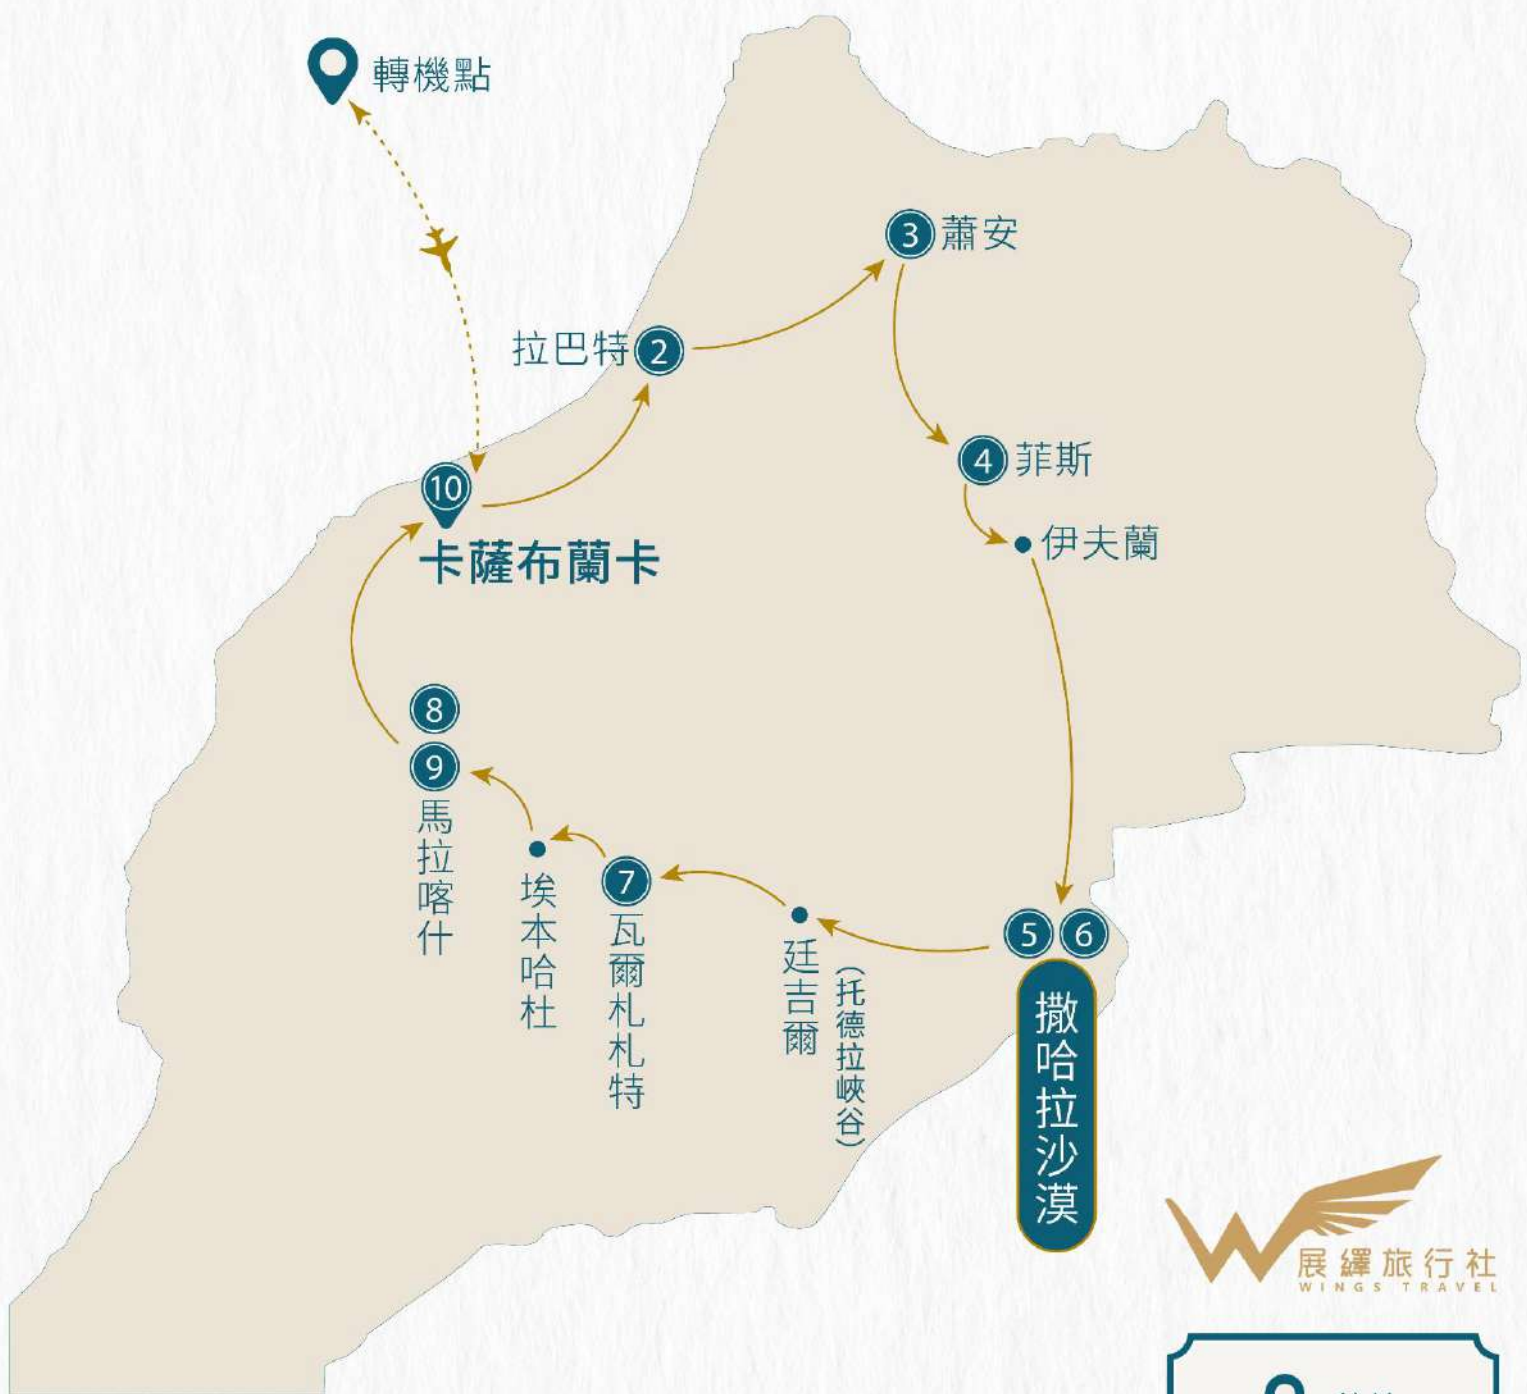 轉機點
3 蕭安
拉巴特 2
4 菲斯
10
卡薩布蘭卡
伊夫蘭
8
9
馬拉喀什
埃本哈杜
7
瓦爾札札特
廷吉爾
(托德拉峽谷)
5 6
撒哈拉沙漠
展繹旅行社
WINGS TRAVEL